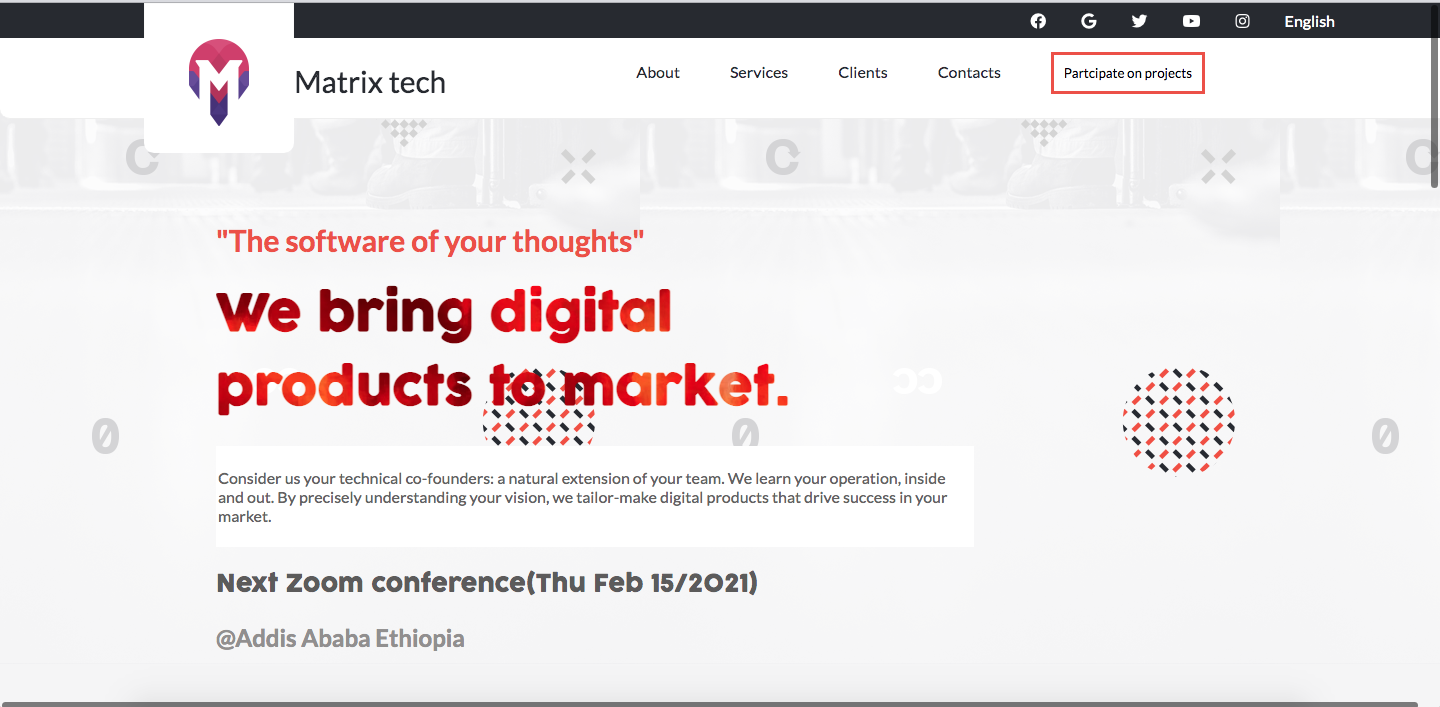 English
M
Matrix tech
About Services Clients Contacts Partcipate on projects
"The software of your thoughts"
We bring digital
products to market.
Consider us your technical co-founders: a natural extension of your team. We learn your operation, inside
and out. By precisely understanding your vision, we tailor-make digital products that drive success in your
market.
Next Zoom conference(Thu Feb 15/2021)
@Addis Ababa Ethiopia